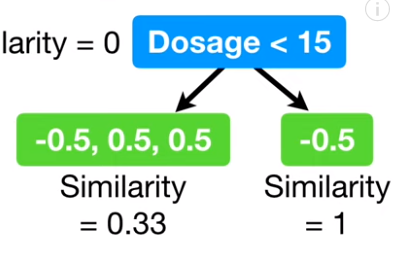 larity = 0 Dosage < 15
-0.5, 0.5, 0.5 -0.5
Similarity Similarity
= 0.33 = 1